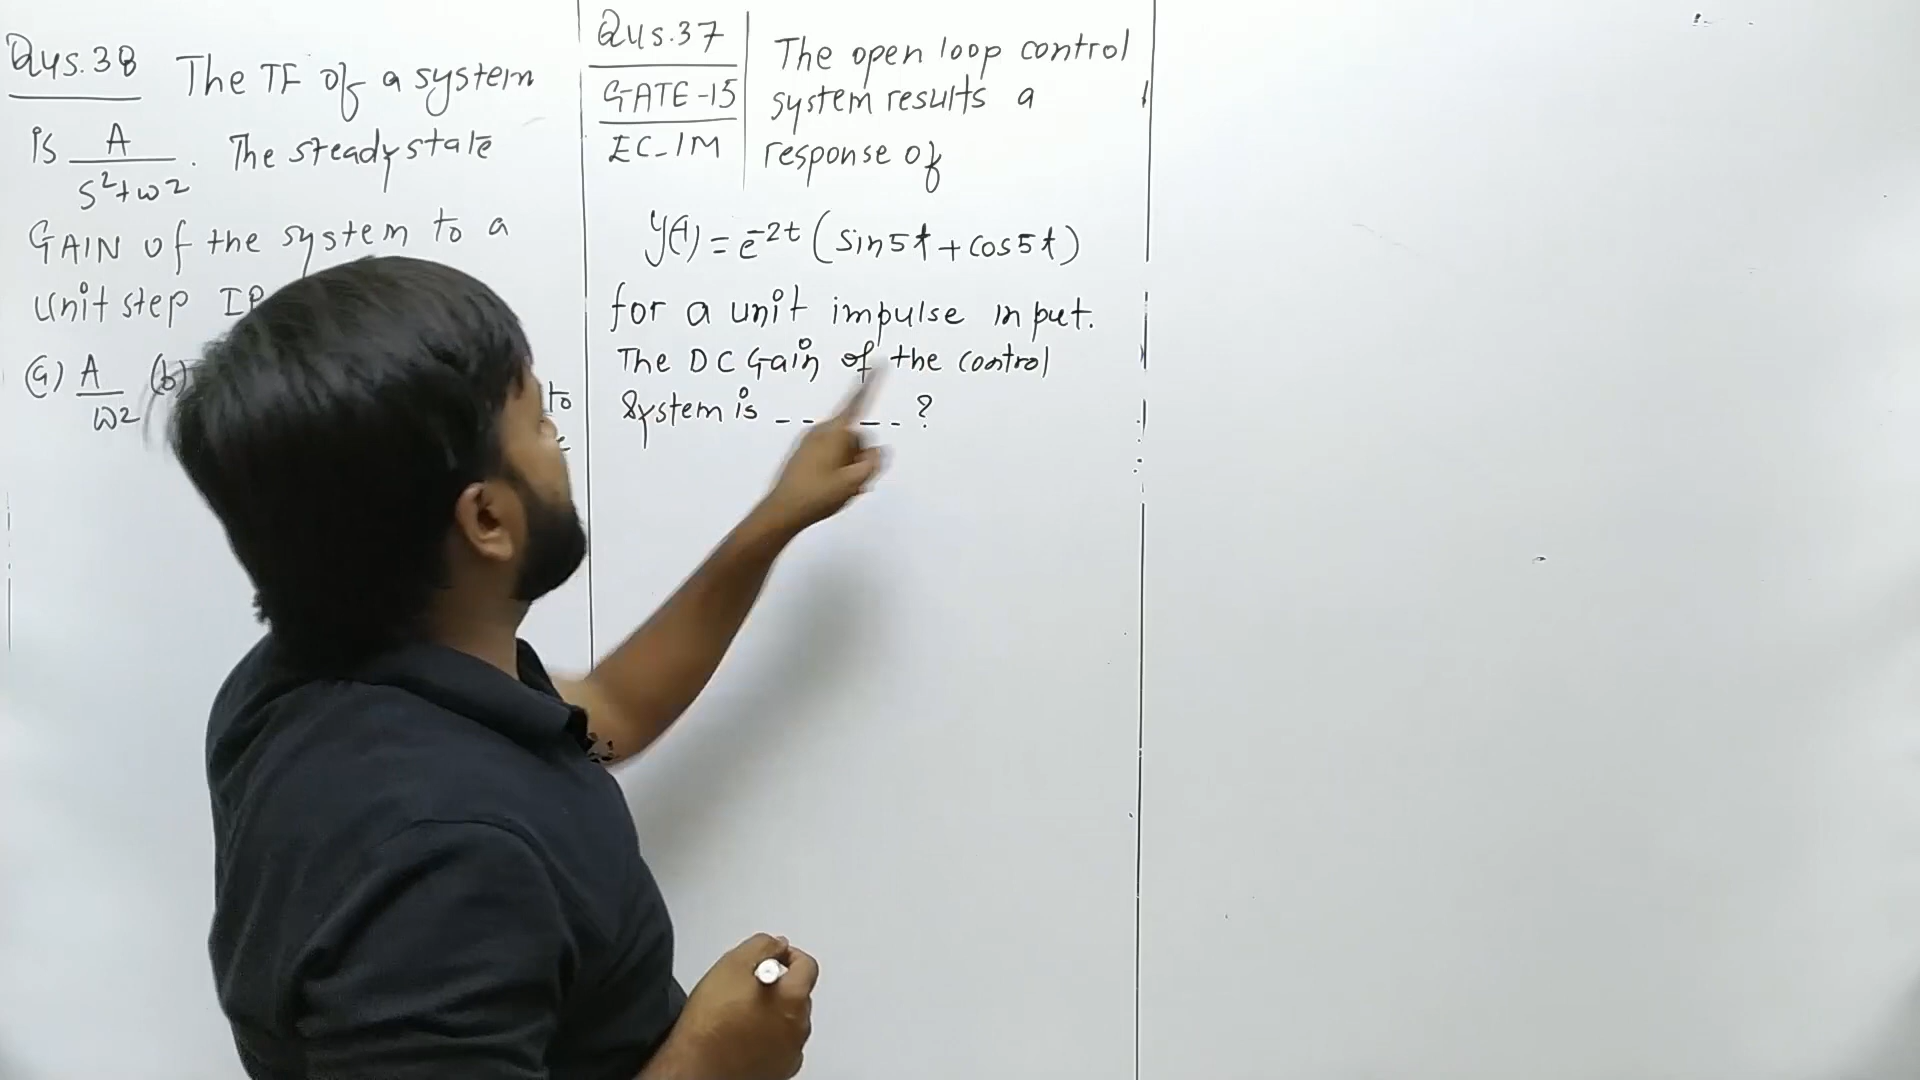 Qus.38 The TF of a system
is A/(s²+ω2). The steady state
GAIN of the system to a
unit step
(a) A/ω2 (b)
to
Qus.37
GATE-15
EC-1M
The open loop control
system results a
response of
y(t) = e^-2t (sin5t + cos5t)
for a unit impulse input.
The DC Gain of the control
System is _ _ _ _ ?